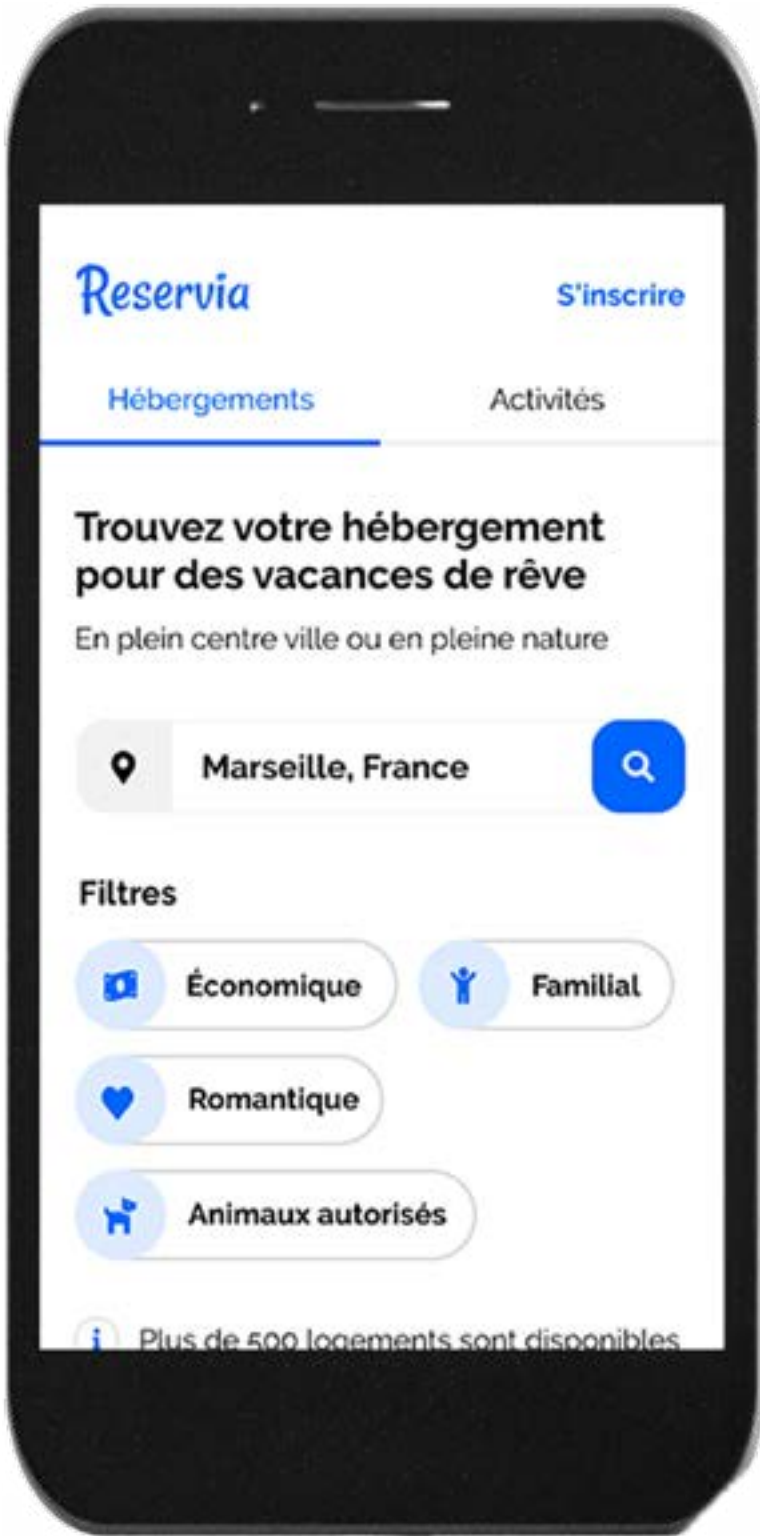 Reservia
S'inscrire
Hébergements
Activités
Trouvez votre hébergement
pour des vacances de rêve
En plein centre ville ou en pleine nature
Marseille, France
Filtres
Économique
Familial
Romantique
Animaux autorisés
i Plus de 500 logements sont disponibles